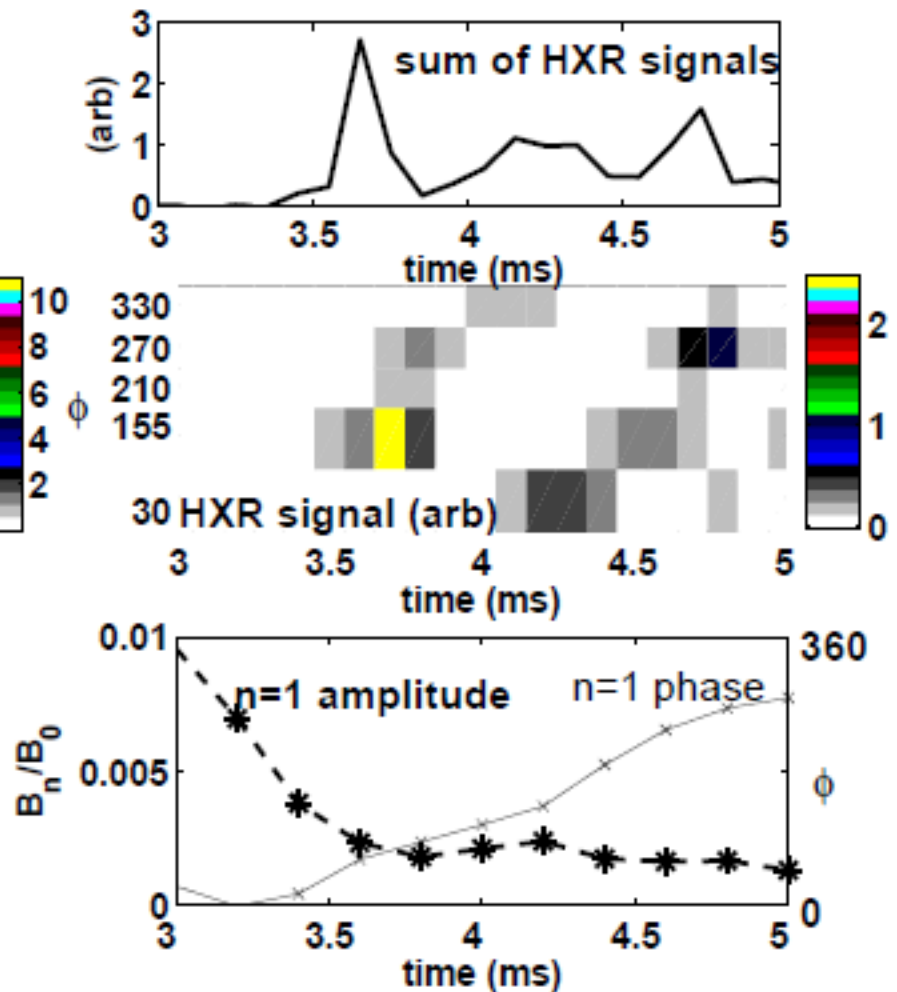 3
2
1
0
(arb)
sum of HXR signals
3 3.5 4 4.5 5
time (ms)
10
8
6
4
2
ϕ
330
270
210
155
30
HXR signal (arb)
2
1
0
3 3.5 4 4.5 5
time (ms)
0.01
0.005
0
Bn/B0
n=1 amplitude
n=1 phase
360
ϕ
0
3 3.5 4 4.5 5
time (ms)